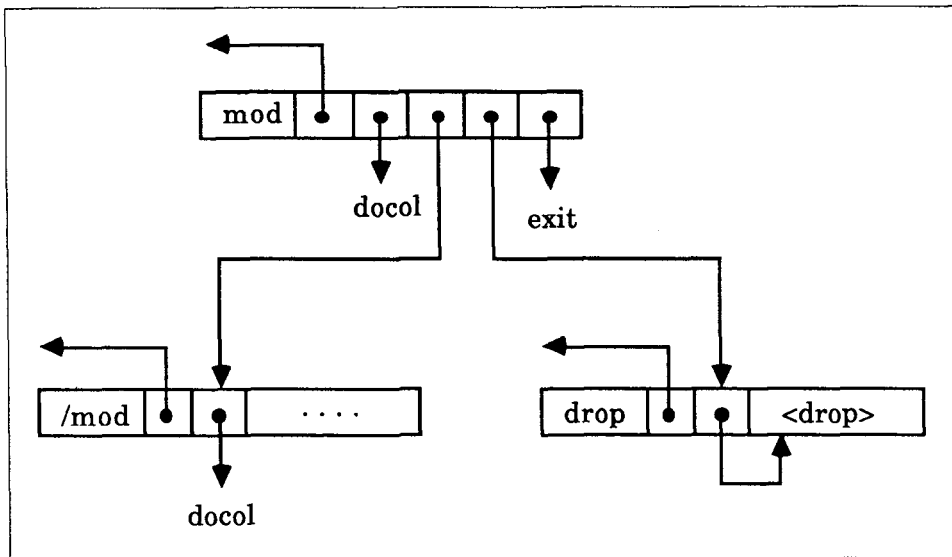 mod
docol
exit
/mod
....
drop
<drop>
docol